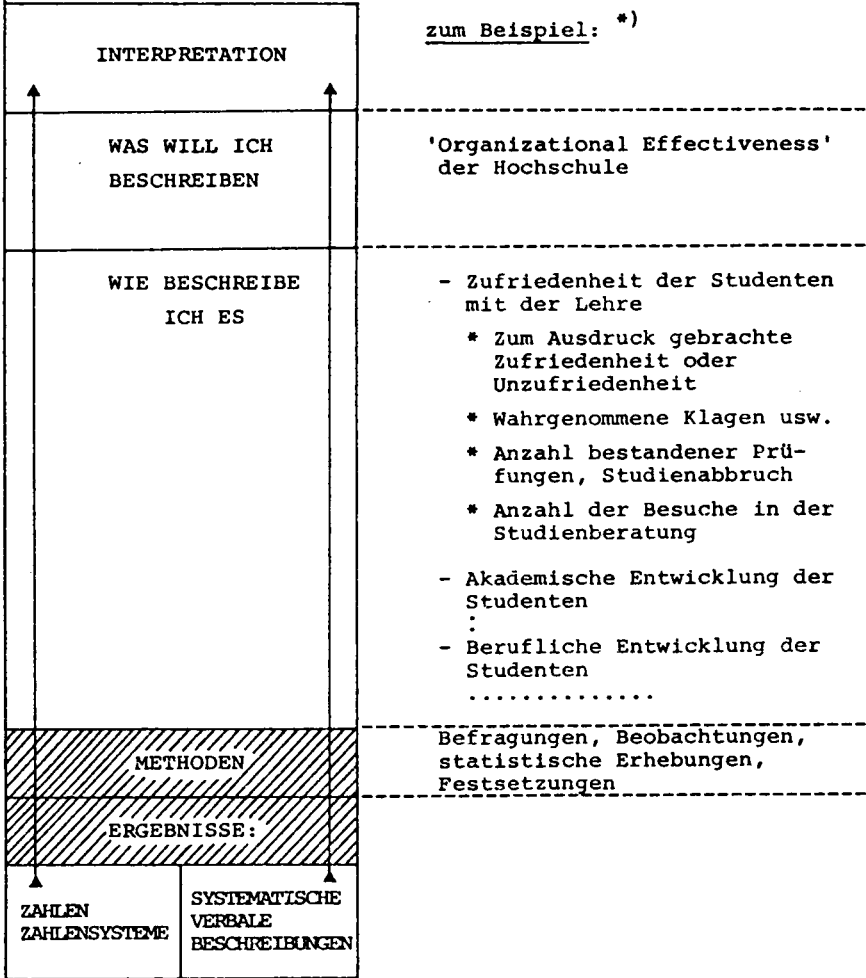 INTERPRETATION
zum Beispiel: *)
WAS WILL ICH
BESCHREIBEN
'Organizational Effectiveness'
der Hochschule
WIE BESCHREIBE
ICH ES
- Zufriedenheit der Studenten
mit der Lehre
* Zum Ausdruck gebrachte
Zufriedenheit oder
Unzufriedenheit
* Wahrgenommene Klagen usw.
* Anzahl bestandener Prü-
fungen, Studienabbruch
* Anzahl der Besuche in der
Studienberatung
- Akademische Entwicklung der
Studenten
:
- Berufliche Entwicklung der
Studenten
..............
METHODEN
Befragungen, Beobachtungen,
statistische Erhebungen,
Festsetzungen
ERGEBNISSE:
ZAHLEN
ZAHLENSYSTEME
SYSTEMATISCHE
VERBALE
BESCHREIBUNGEN